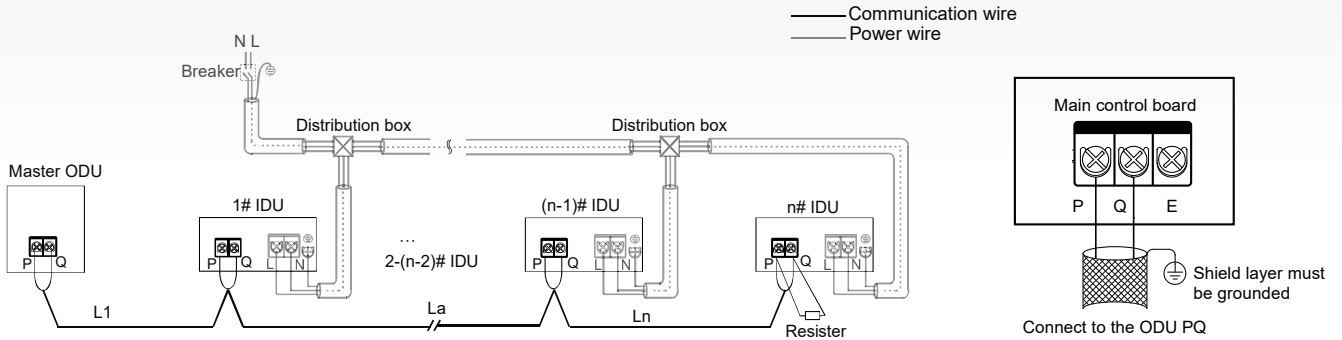 Communication wire
Power wire
N L
Breaker
Distribution box
Distribution box
Master ODU
P Q
1# IDU
P Q
L N
...
2-(n-2)# IDU
(n-1)# IDU
P Q
L N
n# IDU
P Q
L N
L1
La
Ln
Resister
Main control board
P Q E
Shield layer must
be grounded
Connect to the ODU PQ